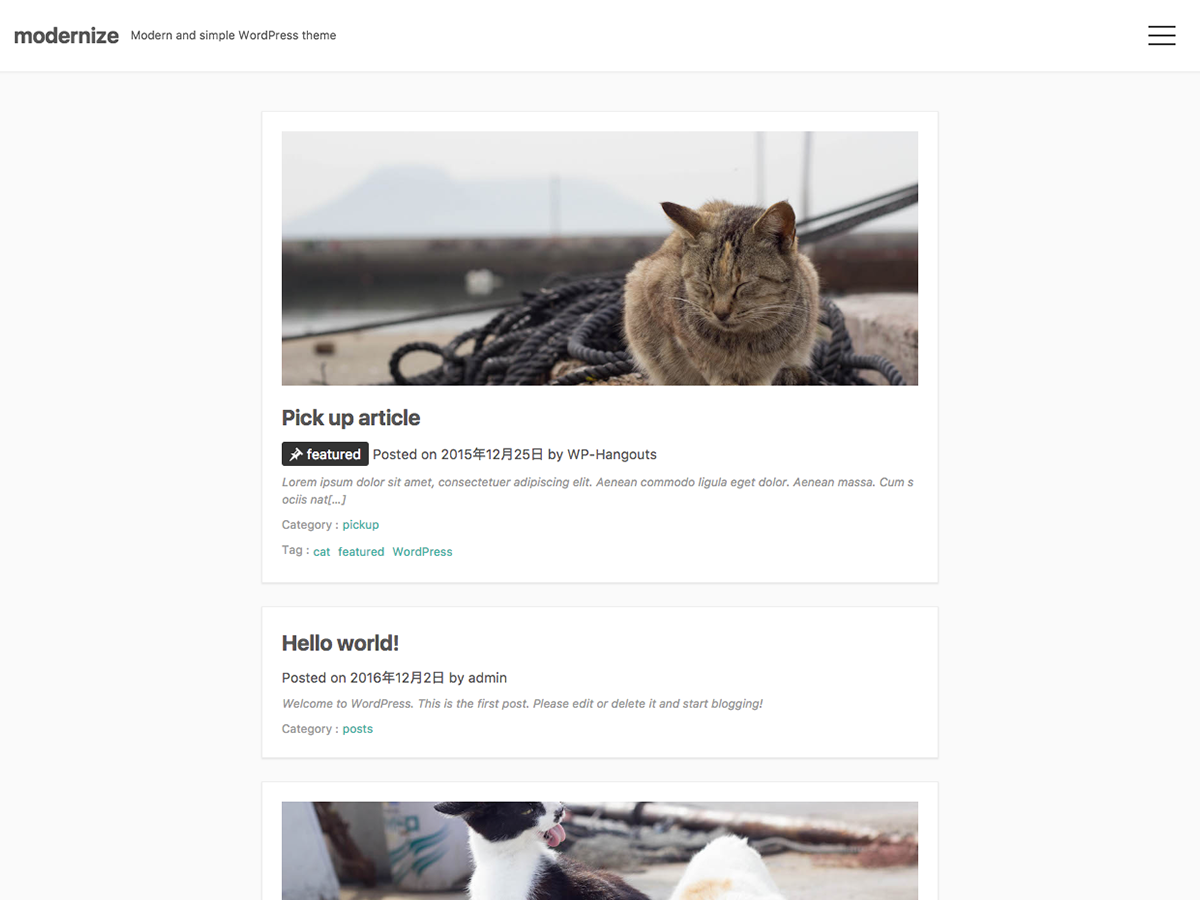 modernize Modern and simple WordPress theme
Pick up article
featured Posted on 2015年12月25日 by WP-Hangouts
Lorem ipsum dolor sit amet, consectetuer adipiscing elit. Aenean commodo ligula eget dolor. Aenean massa. Cum s
ociis nat[...]
Category : pickup
Tag : cat featured WordPress
Hello world!
Posted on 2016年12月2日 by admin
Welcome to WordPress. This is the first post. Please edit or delete it and start blogging!
Category : posts